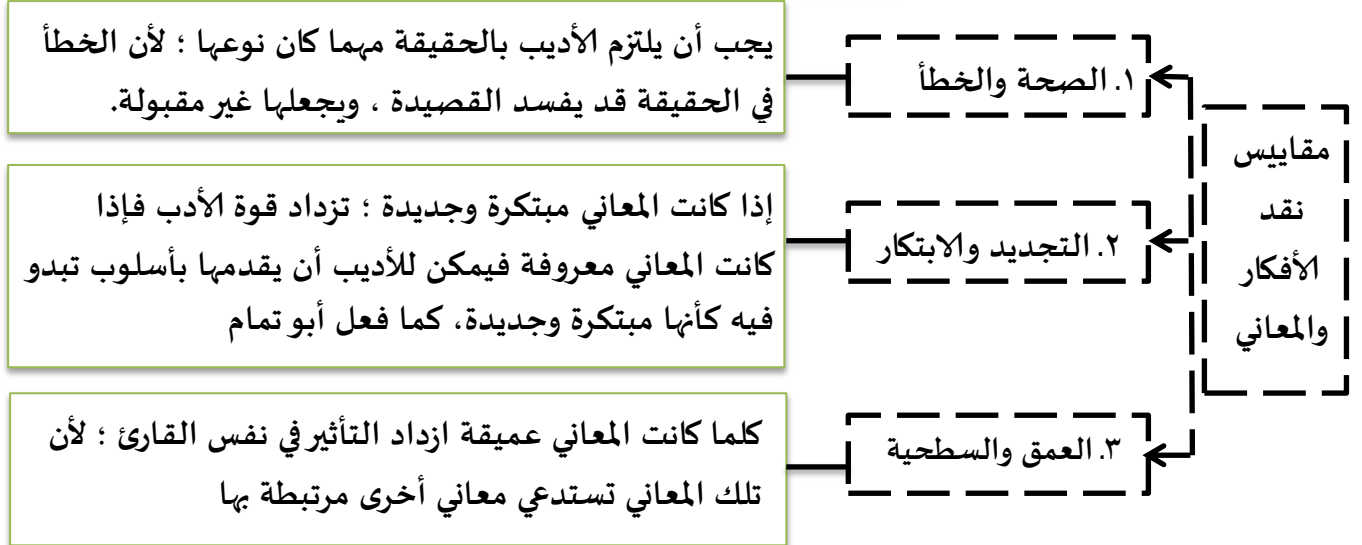 مقاييس
نقد
الأفكار
والمعاني
١. الصحة والخطأ
يجب أن يلتزم الأديب بالحقيقة مهما كان نوعها ؛ لأن الخطأ
في الحقيقة قد يفسد القصيدة ، ويجعلها غير مقبولة.
٢. التجديد والابتكار
إذا كانت المعاني مبتكرة وجديدة ؛ تزداد قوة الأدب فإذا
كانت المعاني معروفة فيمكن للأديب أن يقدمها بأسلوب تبدو
فيه كأنها مبتكرة وجديدة، كما فعل أبو تمام
٣. العمق والسطحية
كلما كانت المعاني عميقة ازداد التأثير في نفس القارئ ؛ لأن
تلك المعاني تستدعي معاني أخرى مرتبطة بها